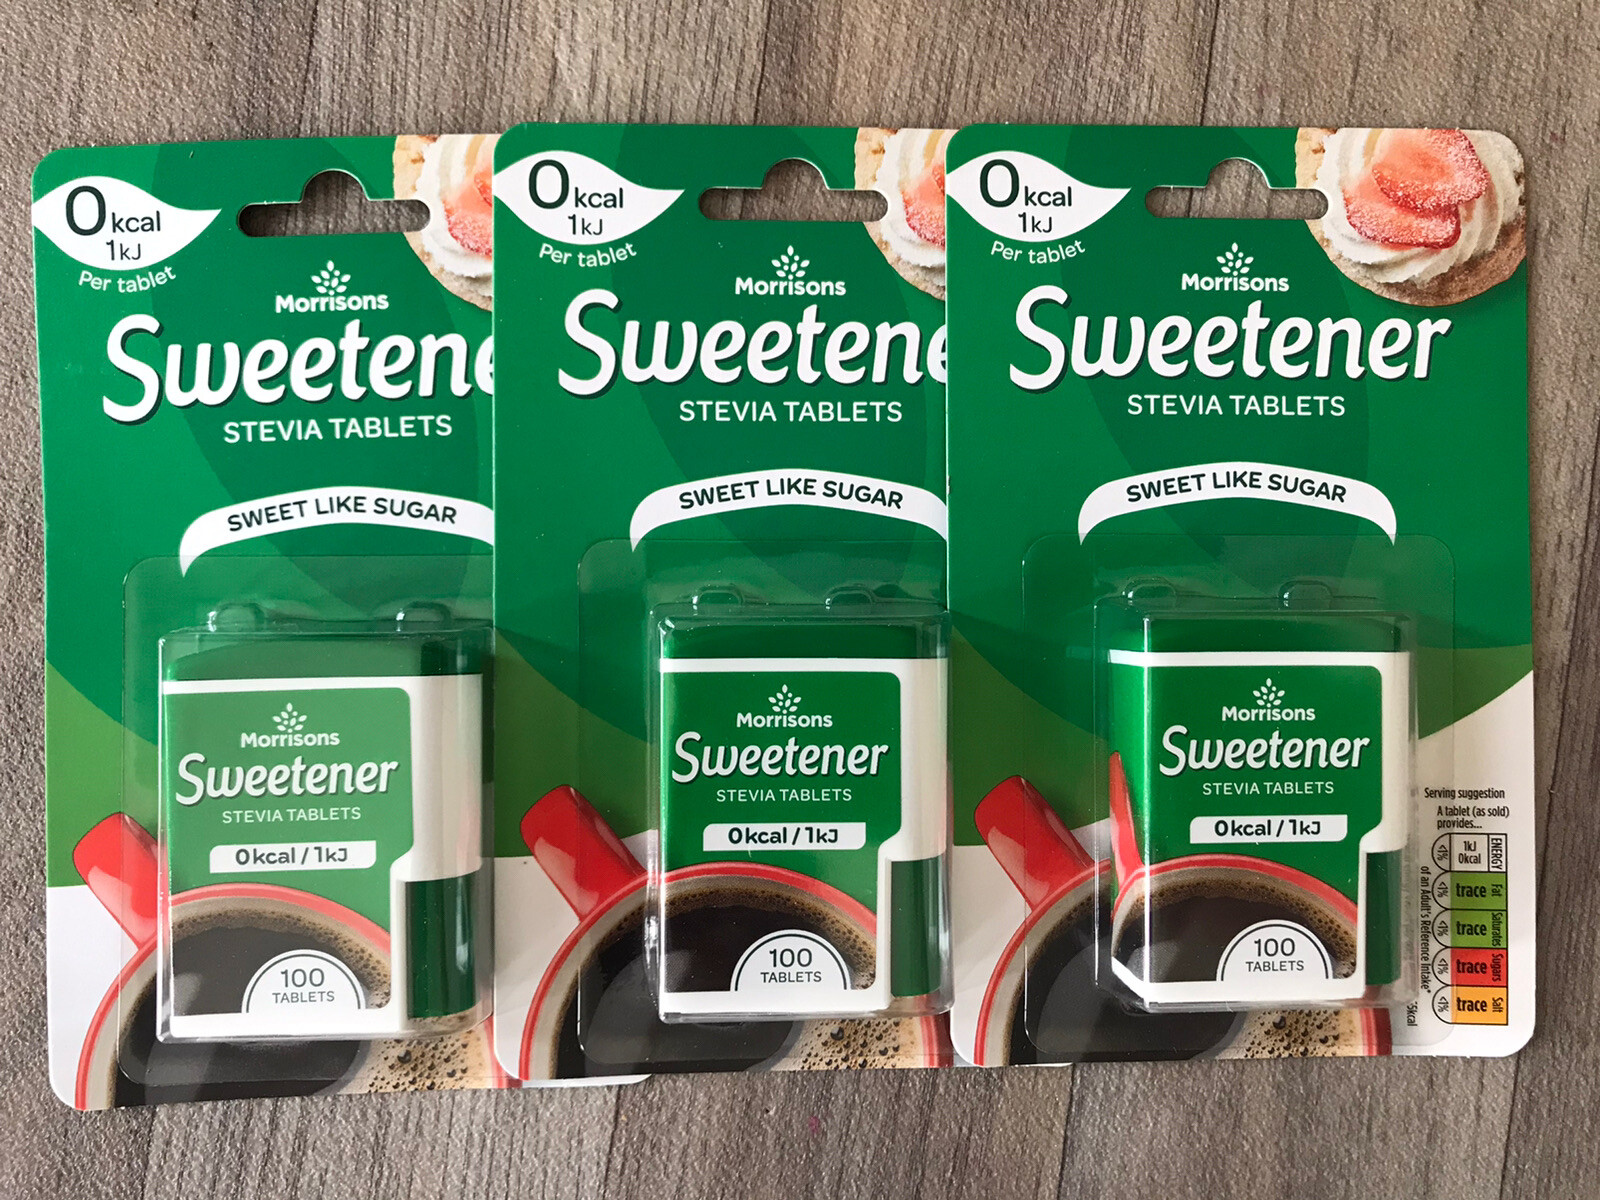 0kcal
1kJ
Per tablet
Morrisons
Sweetene
STEVIA TABLETS
SWEET LIKE SUGAR
Morrisons
Sweetener
STEVIA TABLETS
0kcal / 1kJ
100
TABLETS
0kcal
1kJ
Per tablet
Morrisons
Sweetene
STEVIA TABLETS
SWEET LIKE SUGAR
Morrisons
Sweetener
STEVIA TABLETS
0kcal / 1kJ
100
TABLETS
0kcal
1kJ
Per tablet
Morrisons
Sweetener
STEVIA TABLETS
SWEET LIKE SUGAR
Morrisons
Sweetener
STEVIA TABLETS
0kcal / 1kJ
100
TABLETS
Serving suggestion
A tablet (as sold)
provides...
<1% 1kJ 0kcal ENERGY
<1% trace Fat
<1% trace Saturates
<1% trace Sugars
<1% trace Salt
of an Adult's Reference Intake*